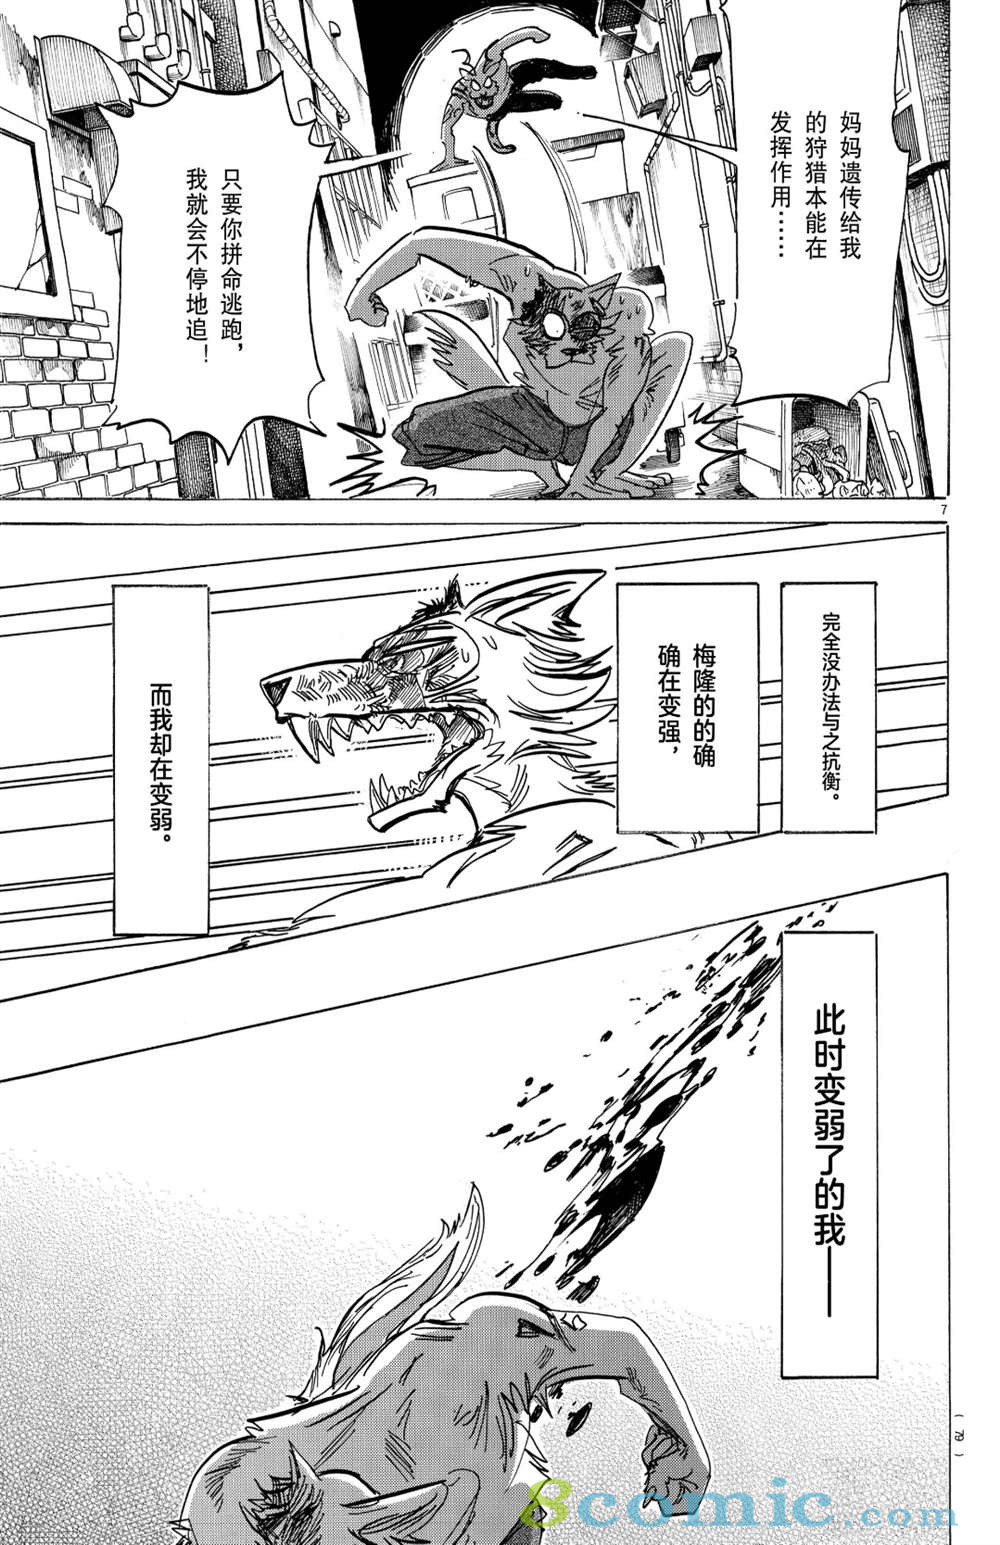 妈妈遗传给我
的狩猎本能在
发挥作用……
只要你拼命逃跑，
我就会不停地追！
7
完全没办法与之抗衡。
梅隆的的确
确在变强，
而我却在变弱。
此时变弱了的我——
( 79 )
8comic.com